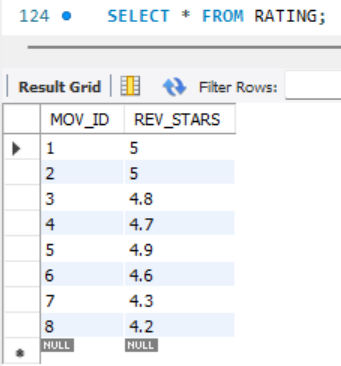 124 SELECT * FROM RATING;
Result Grid Filter Rows:
MOV_ID REV_STARS
1 5
2 5
3 4.8
4 4.7
5 4.9
6 4.6
7 4.3
8 4.2
NULL NULL